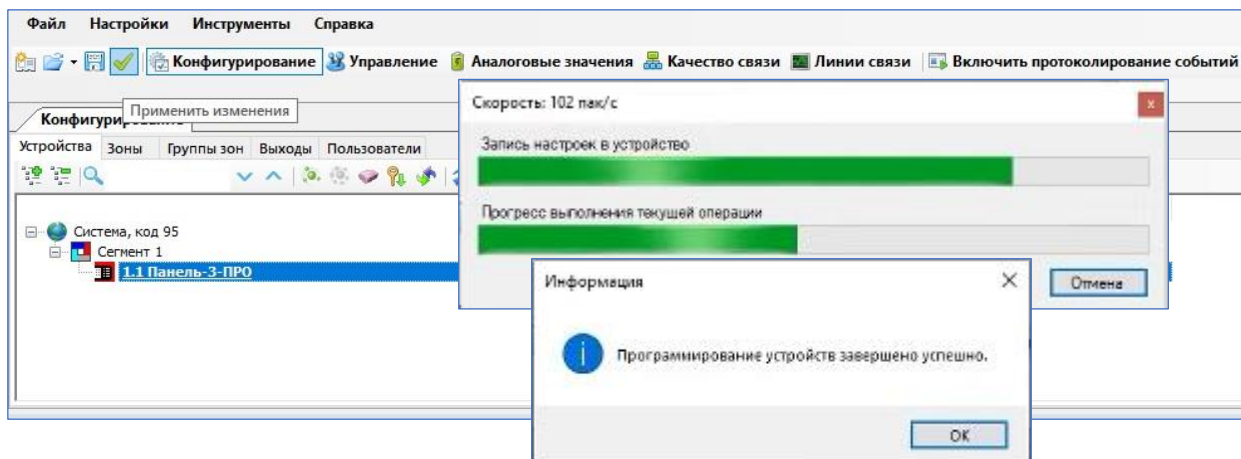 Файл Настройки Инструменты Справка
Конфигурирование Управление Аналоговые значения Качество связи Линии связи Включить протоколирование событий
Применить изменения
Устройства Зоны Группы зон Выходы Пользователи
Система, код 95
Сегмент 1
1.1 Панель-3-ПРО
Скорость: 102 пак/с
Запись настроек в устройство
Прогресс выполнения текущей операции
Отмена
Информация
Программирование устройств завершено успешно.
OK